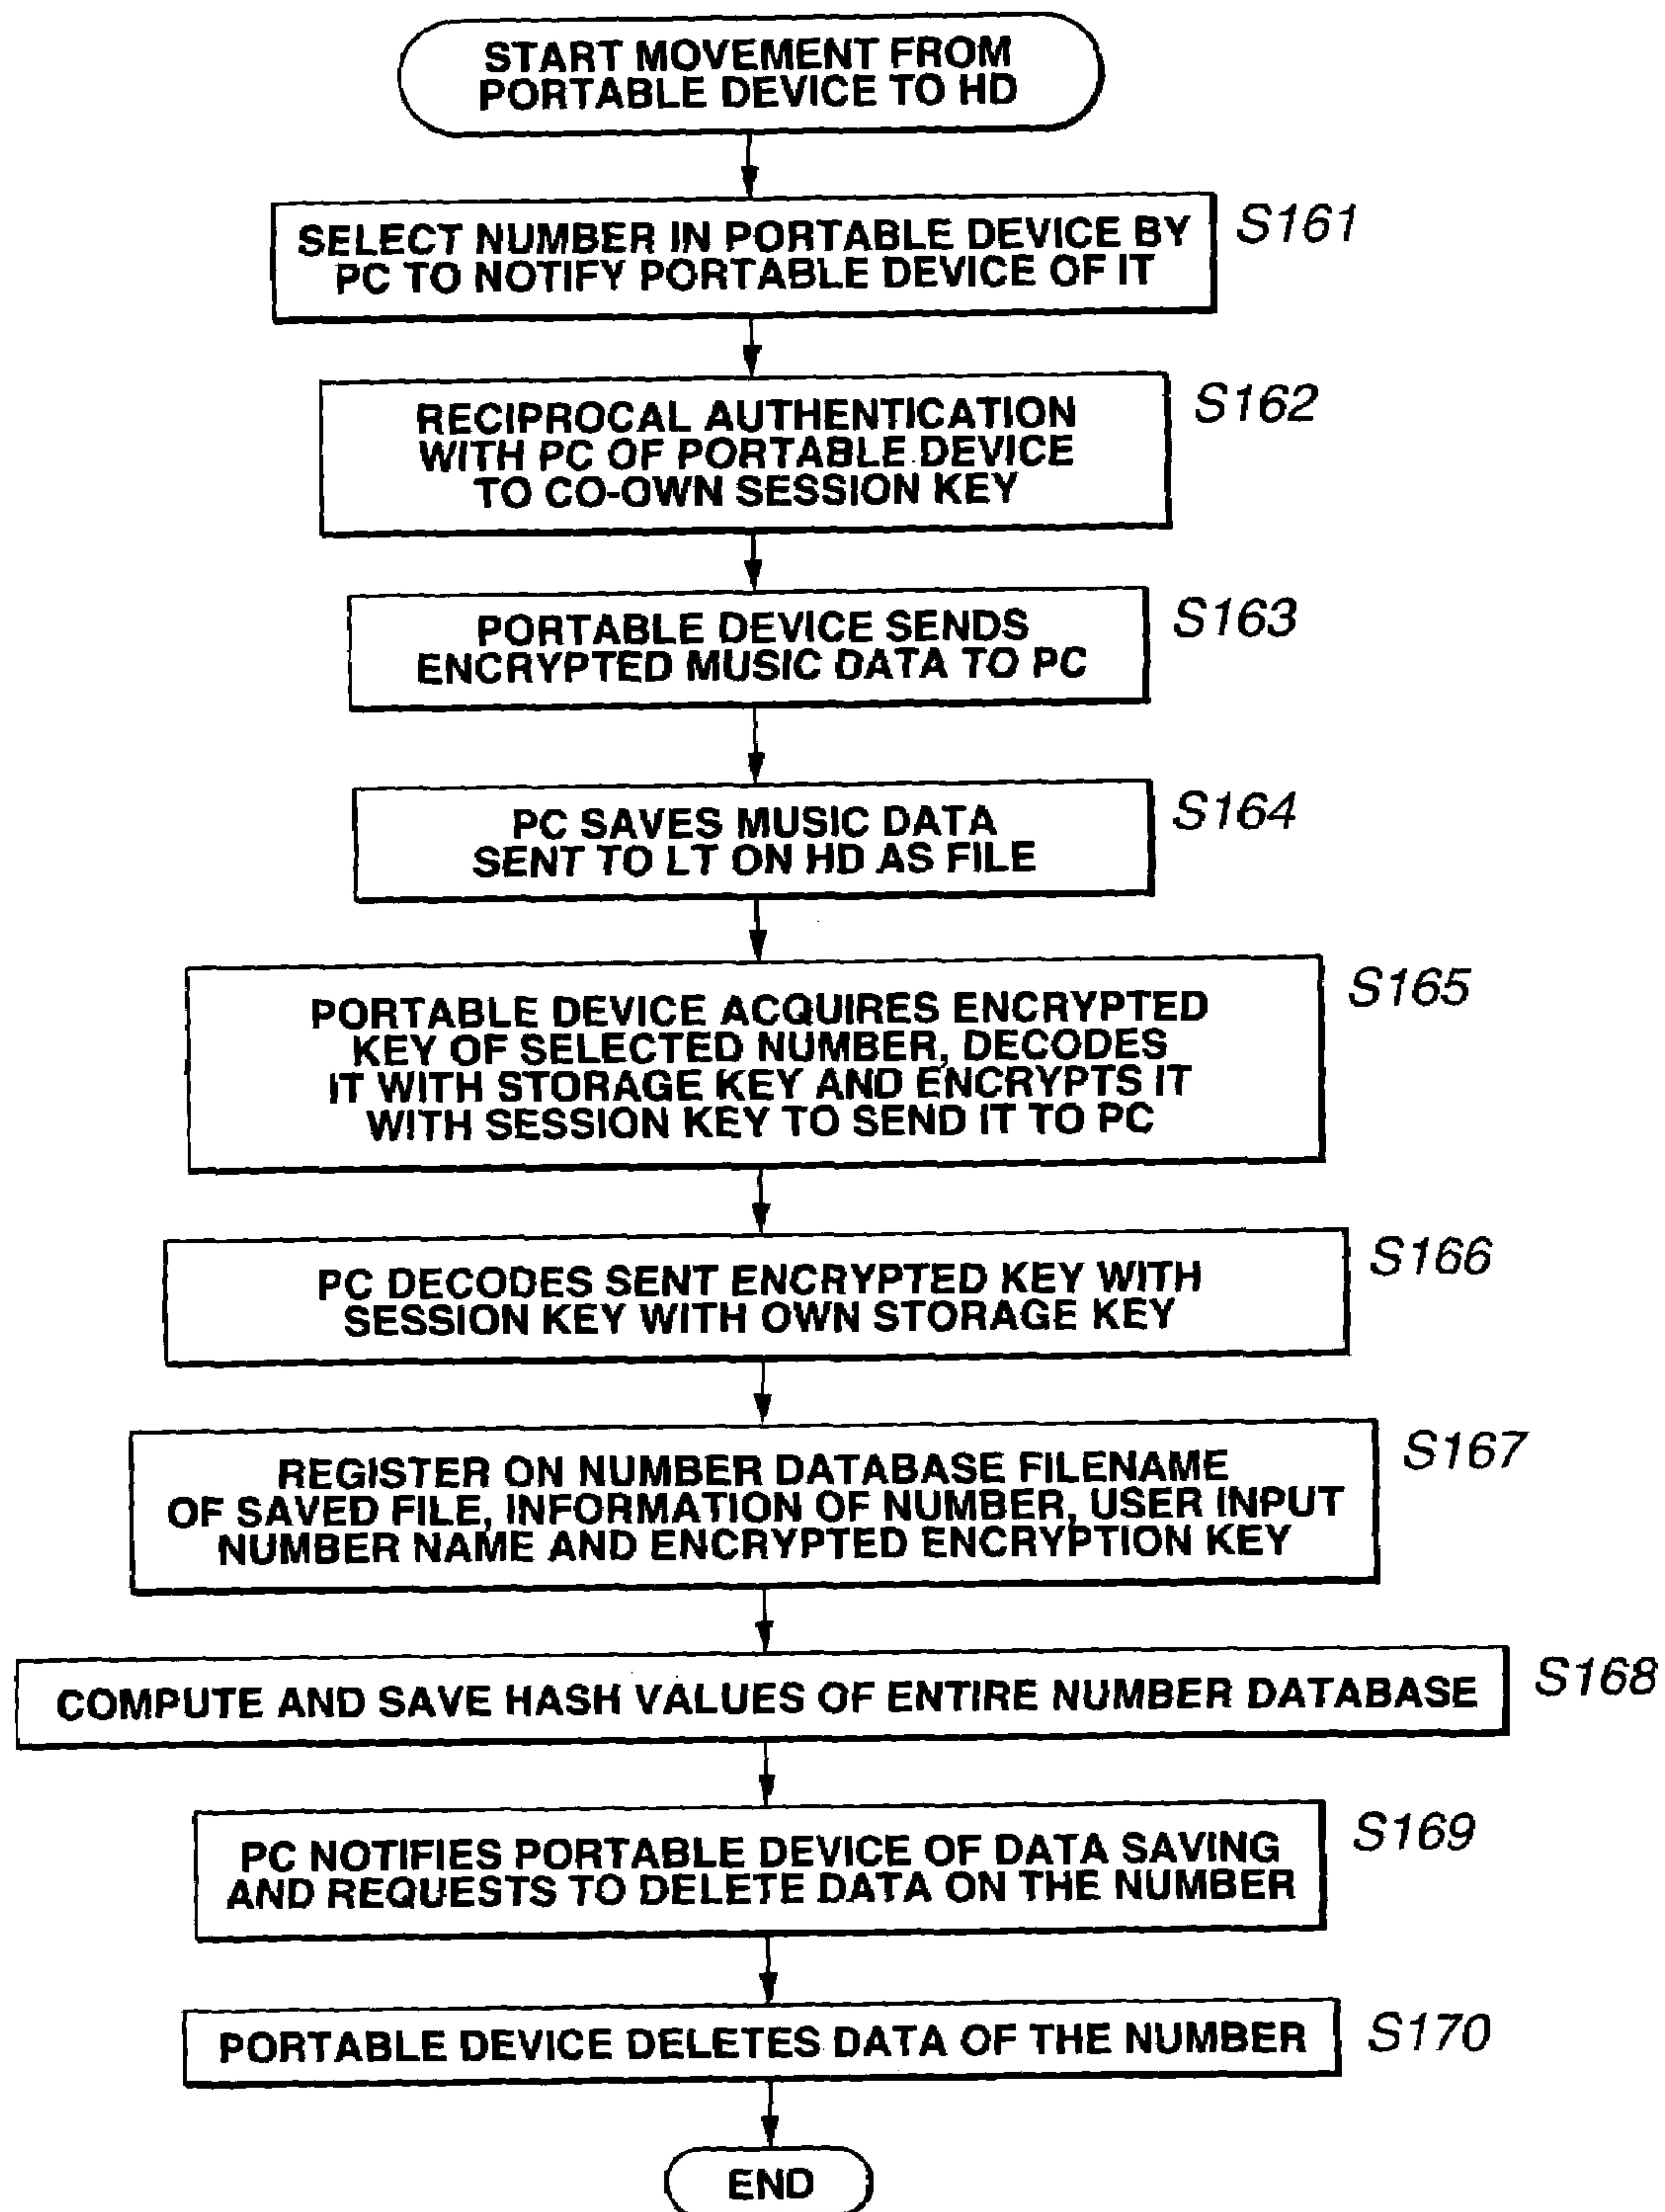 START MOVEMENT FROM
PORTABLE DEVICE TO HD
SELECT NUMBER IN PORTABLE DEVICE BY
PC TO NOTIFY PORTABLE DEVICE OF IT
S161
RECIPROCAL AUTHENTICATION
WITH PC OF PORTABLE DEVICE
TO CO-OWN SESSION KEY
S162
PORTABLE DEVICE SENDS
ENCRYPTED MUSIC DATA TO PC
S163
PC SAVES MUSIC DATA
SENT TO LT ON HD AS FILE
S164
PORTABLE DEVICE ACQUIRES ENCRYPTED
KEY OF SELECTED NUMBER, DECODES
IT WITH STORAGE KEY AND ENCRYPTS IT
WITH SESSION KEY TO SEND IT TO PC
S165
PC DECODES SENT ENCRYPTED KEY WITH
SESSION KEY WITH OWN STORAGE KEY
S166
REGISTER ON NUMBER DATABASE FILENAME
OF SAVED FILE, INFORMATION OF NUMBER, USER INPUT
NUMBER NAME AND ENCRYPTED ENCRYPTION KEY
S167
COMPUTE AND SAVE HASH VALUES OF ENTIRE NUMBER DATABASE
S168
PC NOTIFIES PORTABLE DEVICE OF DATA SAVING
AND REQUESTS TO DELETE DATA ON THE NUMBER
S169
PORTABLE DEVICE DELETES DATA OF THE NUMBER
S170
END